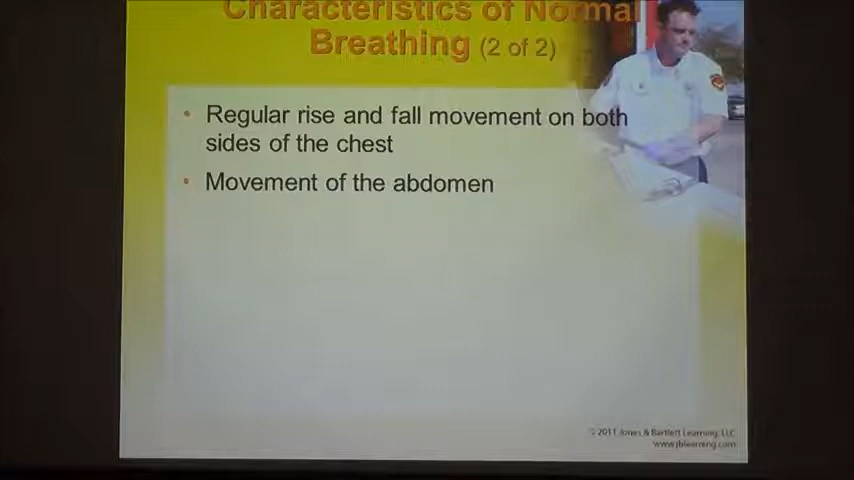 Characteristics of Normal
Breathing (2 of 2)
• Regular rise and fall movement on both
sides of the chest
• Movement of the abdomen
© 2011 Jones & Bartlett Learning, LLC
www.jblearning.com